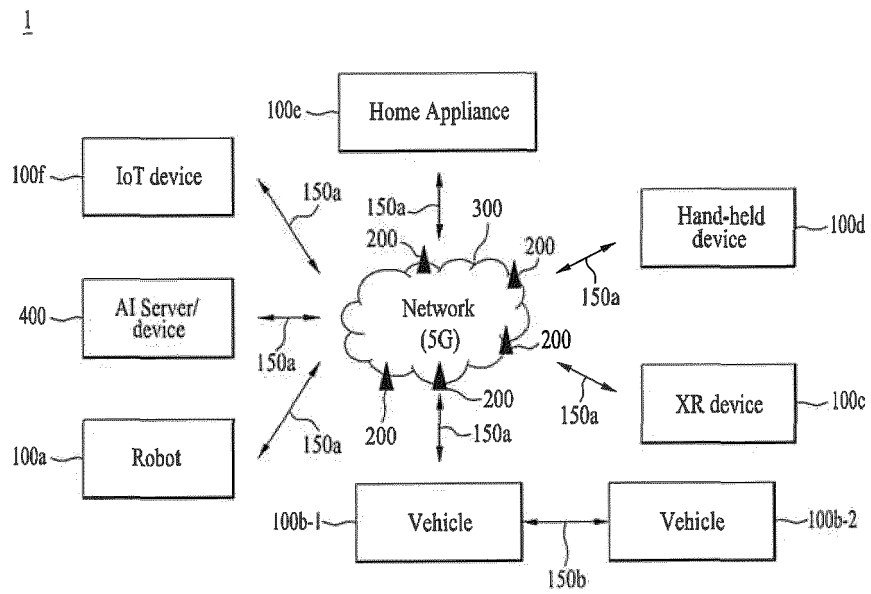 1
100e
Home Appliance
100f
IoT device
150a
150a
300
200
200
Hand-held
device
100d
150a
400
AI Server/
device
150a
Network
(5G)
200
150a
XR device
100c
100a
Robot
150a
200
200
150a
100b-1
Vehicle
Vehicle
100b-2
150b